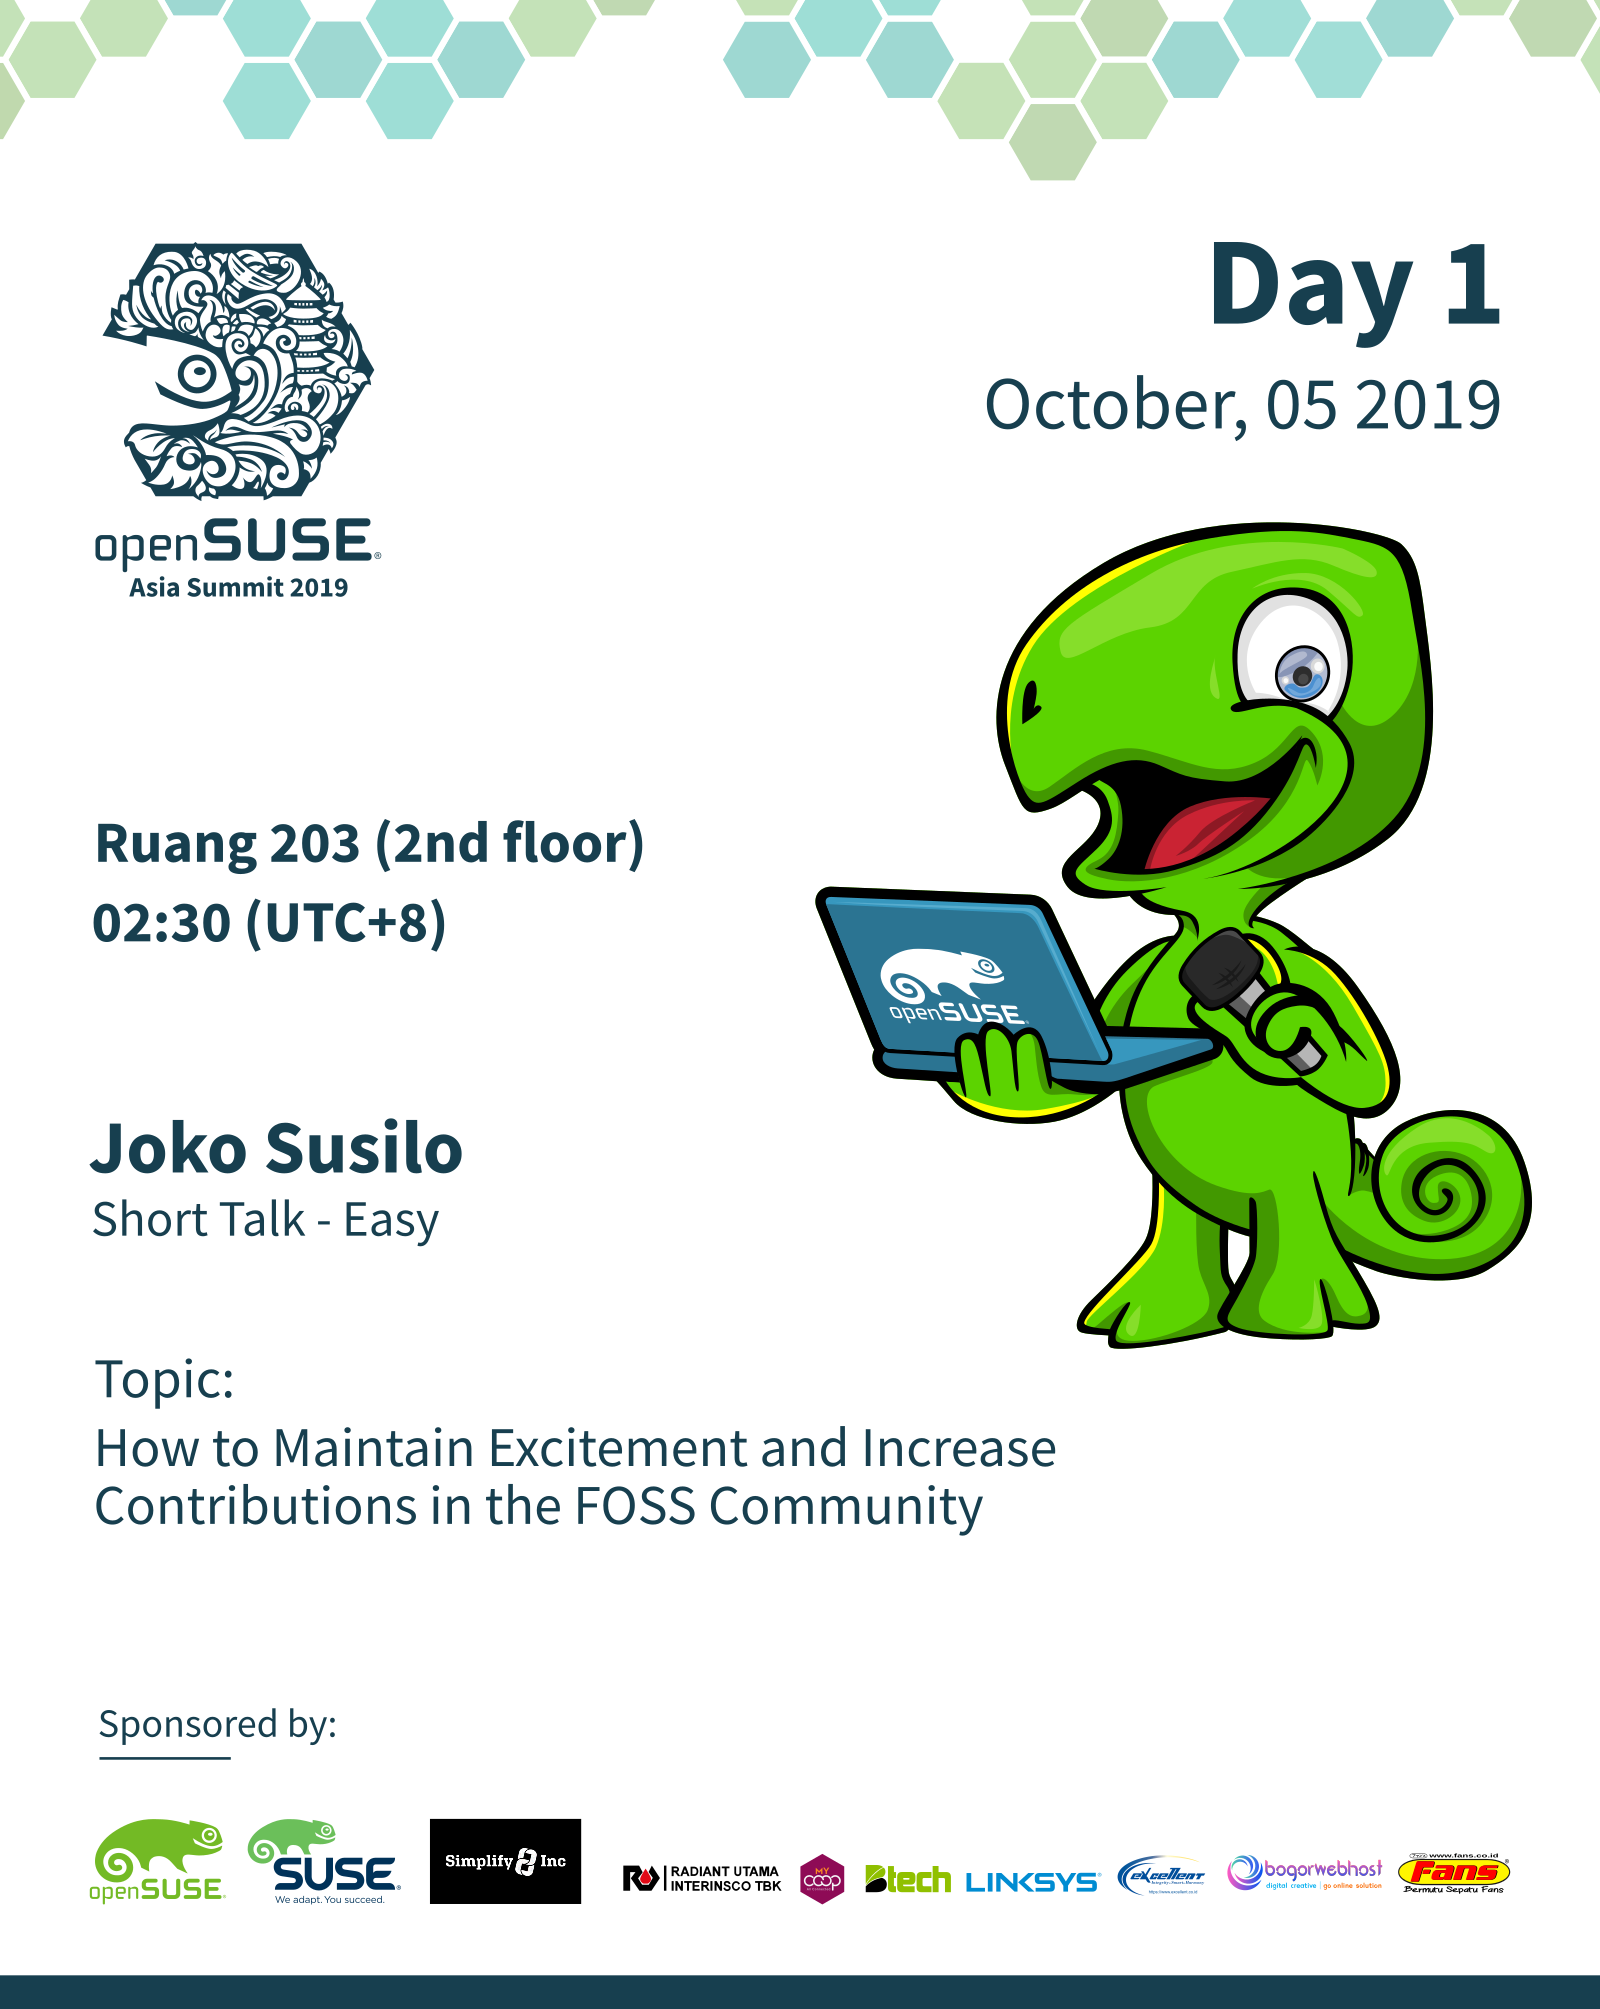 Day 1
October, 05 2019
openSUSE®
Asia Summit 2019
Ruang 203 (2nd floor)
02:30 (UTC+8)
openSUSE
Joko Susilo
Short Talk - Easy
Topic:
How to Maintain Excitement and Increase
Contributions in the FOSS Community
Sponsored by:
openSUSE
SUSE®
We adapt. You succeed.
Simplify Inc
RADIANT UTAMA
INTERINSCO TBK
MY
COOP
Btech
LINKSYS
eXcellent
bogorwebhost
digital creative | go online solution
www.fans.co.id
Fans
Bermutu Sepatu Fans